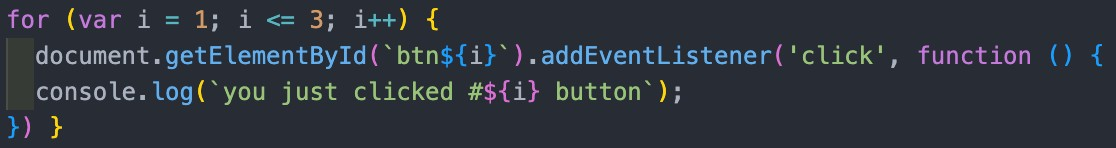 for (var i = 1; i <= 3; i++) {
document.getElementById(`btn${i}`).addEventListener('click', function () {
console.log(`you just clicked #${i} button`);
}) }